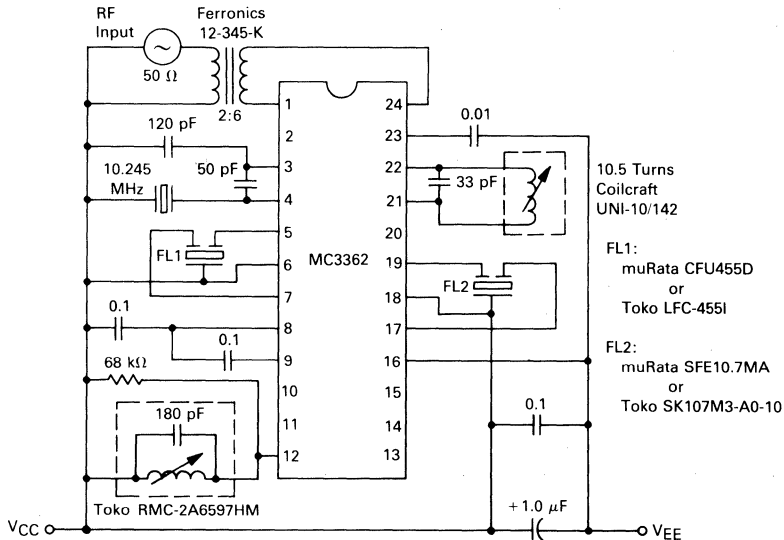 RF
Input
Ferronics
12-345-K
50 Ω
2:6
120 pF
50 pF
10.245
MHz
FL1
0.1
0.1
68 kΩ
180 pF
Toko RMC-2A6597HM
VCC
1
2
3
4
5
6
7
8
9
10
11
12
MC3362
24
23
22
21
20
19
18
17
16
15
14
13
0.01
33 pF
10.5 Turns
Coilcraft
UNI-10/142
FL2
FL1:
muRata CFU455D
or
Toko LFC-455I
FL2:
muRata SFE10.7MA
or
Toko SK107M3-A0-10
0.1
+1.0 μF
VEE